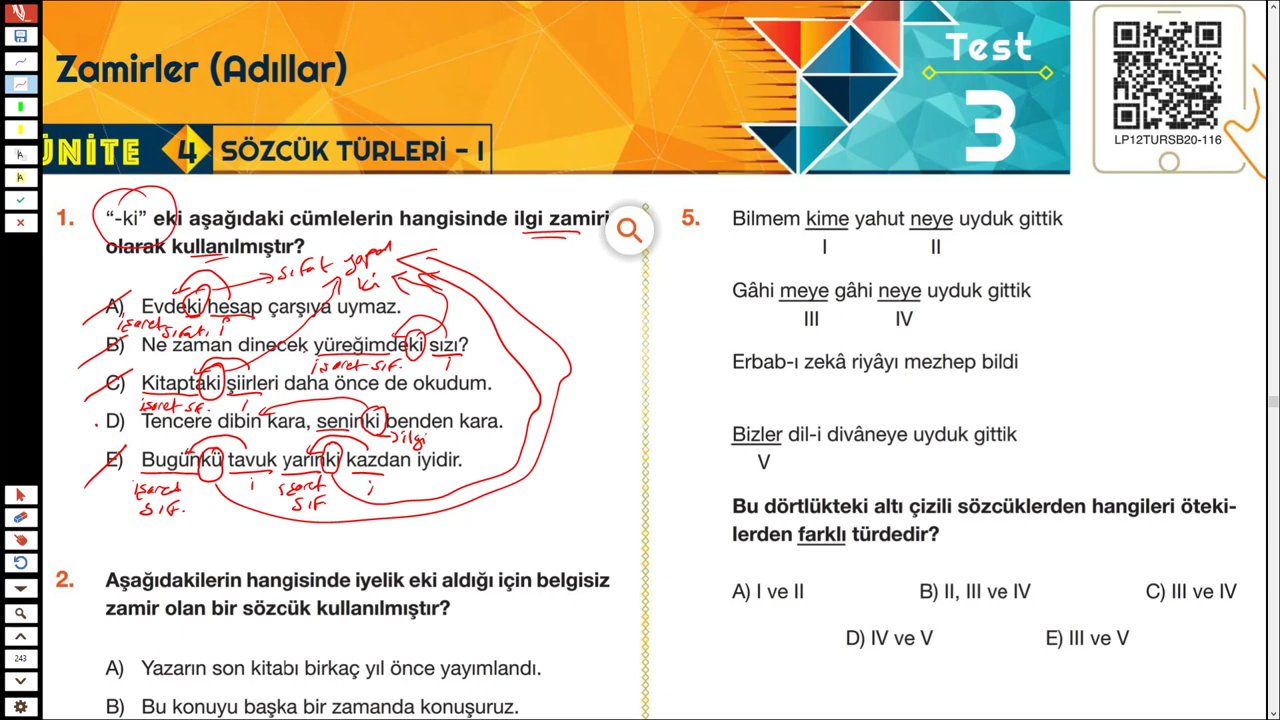 Zamirler (Adıllar)
Test
3
LP12TURSB20-116
ÜNİTE 4 SÖZCÜK TÜRLERİ - I
1. "-ki" eki aşağıdaki cümlelerin hangisinde ilgi zamiri
olarak kullanılmıştır?
sıfat yapan
ki
A) Evdeki hesap çarşıya uymaz.
işaret sıfatı i
B) Ne zaman dinecek yüreğimdeki sızı?
işaret sıf. i
C) Kitaptaki şiirleri daha önce de okudum.
işaret sıf. i
D) Tencere dibin kara, seninki benden kara.
ilgi
E) Bugünkü tavuk yarınki kazdan iyidir.
işaret sıf. i işaret sıf i
2. Aşağıdakilerin hangisinde iyelik eki aldığı için belgisiz
zamir olan bir sözcük kullanılmıştır?
A) Yazarın son kitabı birkaç yıl önce yayımlandı.
B) Bu konuyu başka bir zamanda konuşuruz.
5. Bilmem kime yahut neye uyduk gittik
I II
Gâhi meye gâhi neye uyduk gittik
III IV
Erbab-ı zekâ riyâyı mezhep bildi
Bizler dil-i divâneye uyduk gittik
V
Bu dörtlükteki altı çizili sözcüklerden hangileri öteki-
lerden farklı türdedir?
A) I ve II B) II, III ve IV C) III ve IV
D) IV ve V E) III ve V
243